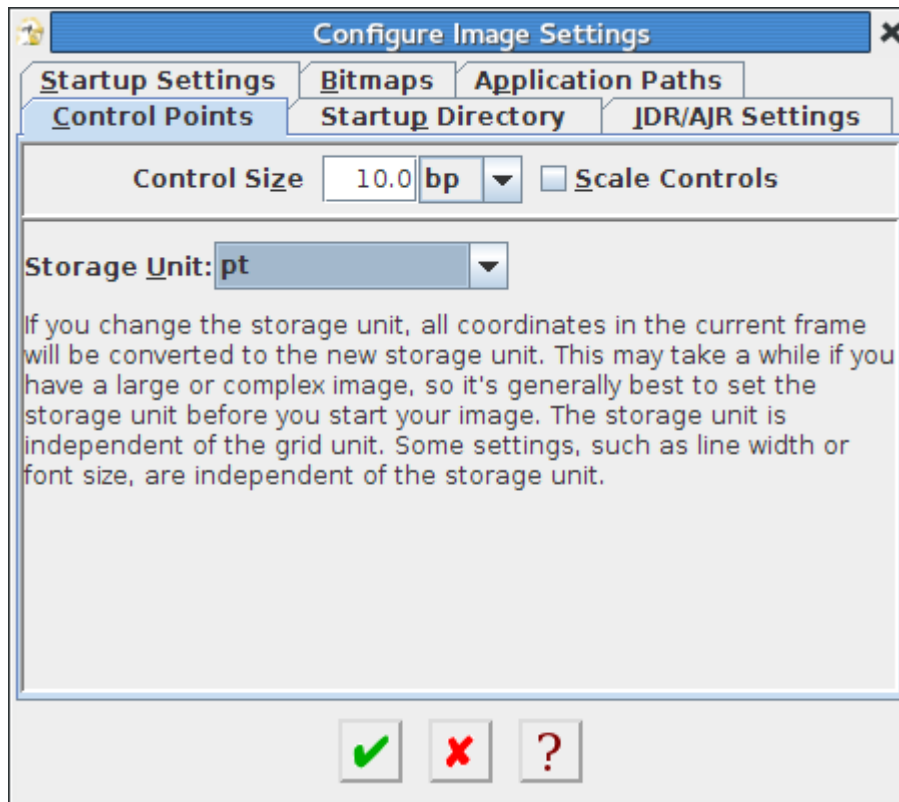 Configure Image Settings
Startup Settings Bitmaps Application Paths
Control Points Startup Directory JDR/AJR Settings
Control Size 10.0 bp Scale Controls
Storage Unit: pt
If you change the storage unit, all coordinates in the current frame
will be converted to the new storage unit. This may take a while if you
have a large or complex image, so it's generally best to set the
storage unit before you start your image. The storage unit is
independent of the grid unit. Some settings, such as line width or
font size, are independent of the storage unit.
?